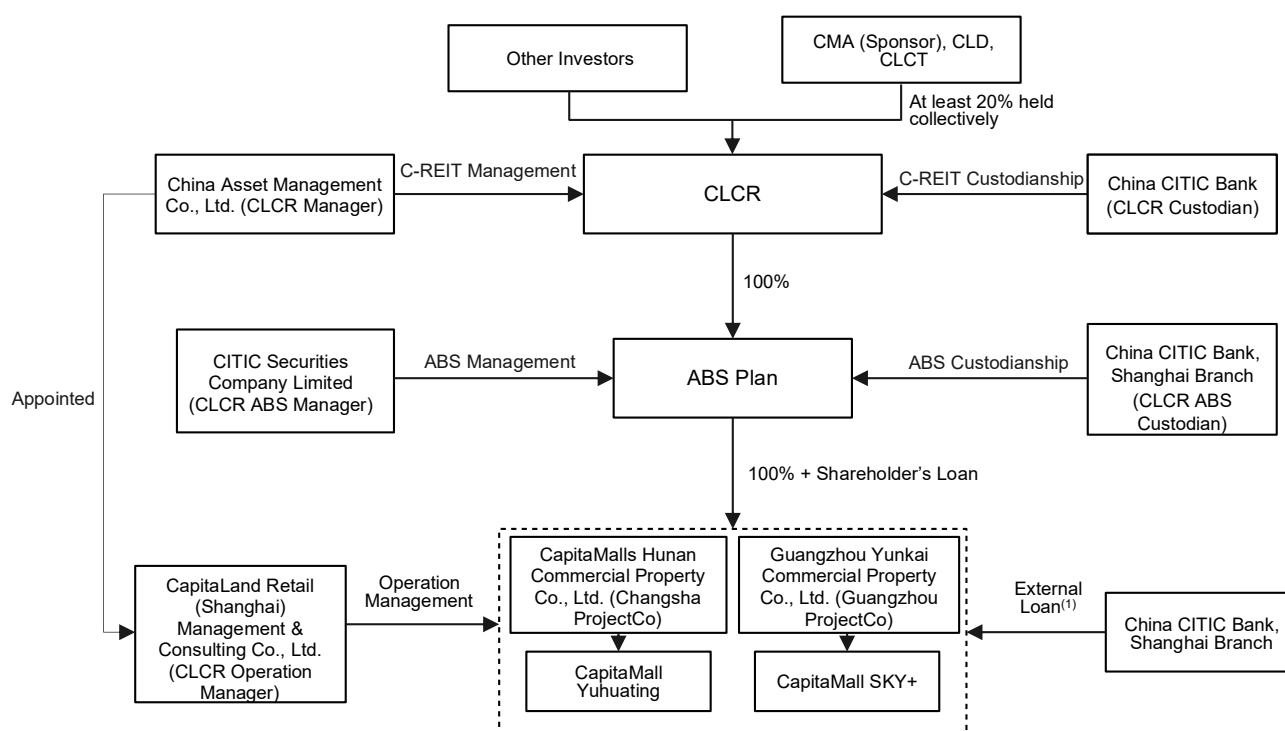 Other Investors
CMA (Sponsor), CLD,
CLCT
At least 20% held
collectively
China Asset Management
Co., Ltd. (CLCR Manager)
C-REIT Management
CLCR
C-REIT Custodianship
China CITIC Bank
(CLCR Custodian)
100%
Appointed
CITIC Securities
Company Limited
(CLCR ABS Manager)
ABS Management
ABS Plan
ABS Custodianship
China CITIC Bank,
Shanghai Branch
(CLCR ABS
Custodian)
100% + Shareholder’s Loan
CapitaLand Retail
(Shanghai)
Management &
Consulting Co., Ltd.
(CLCR Operation
Manager)
Operation
Management
CapitaMalls Hunan
Commercial Property
Co., Ltd. (Changsha
ProjectCo)
Guangzhou Yunkai
Commercial Property
Co., Ltd. (Guangzhou
ProjectCo)
CapitaMall
Yuhuating
CapitaMall SKY+
External
Loan(1)
China CITIC Bank,
Shanghai Branch